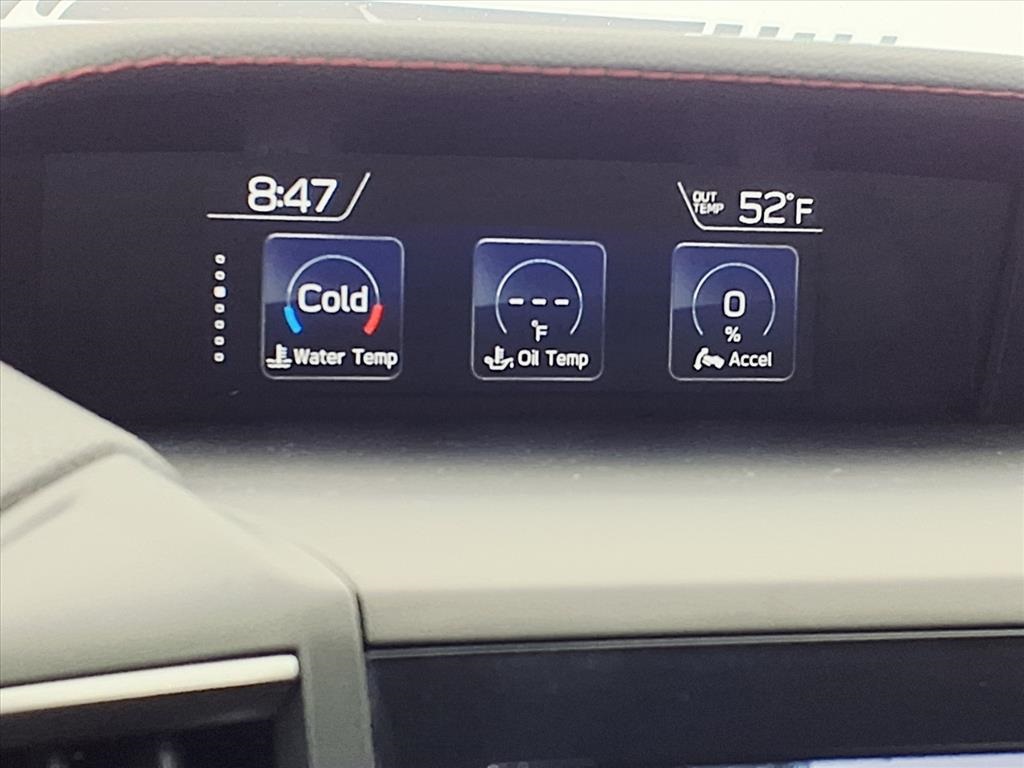 8:47
OUT
TEMP 52°F
Cold
Water Temp
---
°F
Oil Temp
0
%
Accel